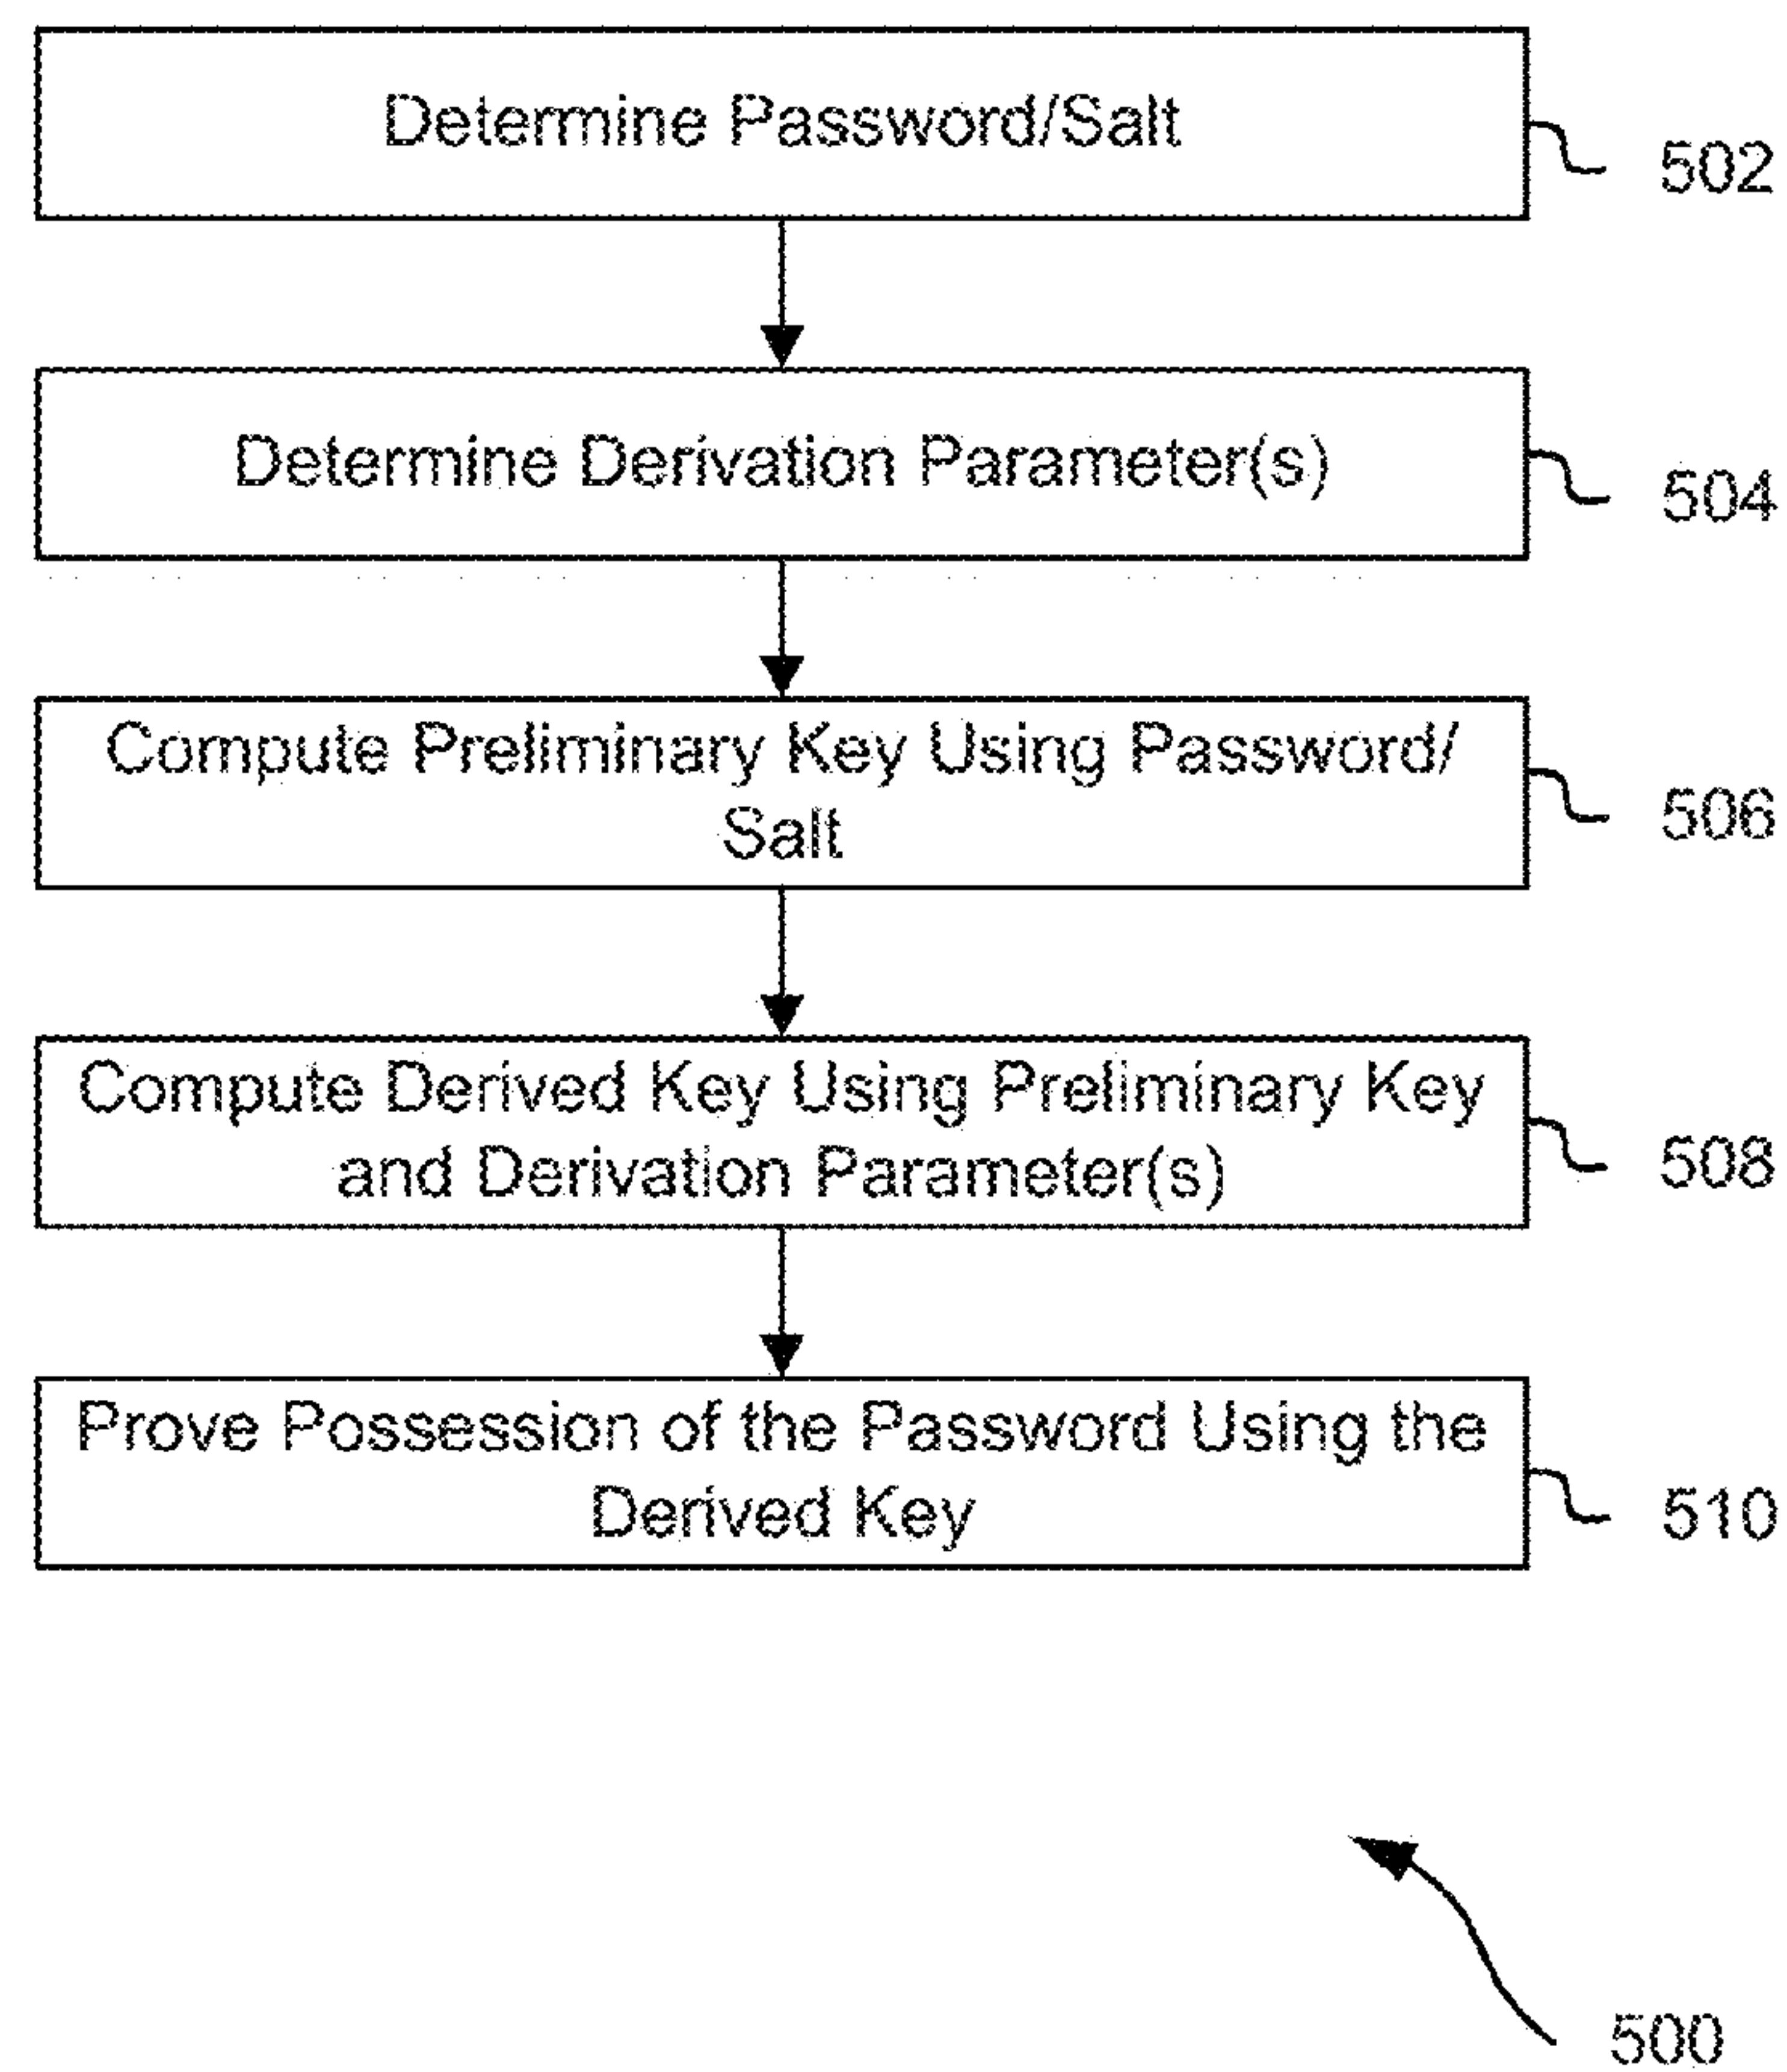 Determine Password/Salt
502
Determine Derivation Parameter(s)
504
Compute Preliminary Key Using Password/
Salt
506
Compute Derived Key Using Preliminary Key
and Derivation Parameter(s)
508
Prove Possession of the Password Using the
Derived Key
510
500